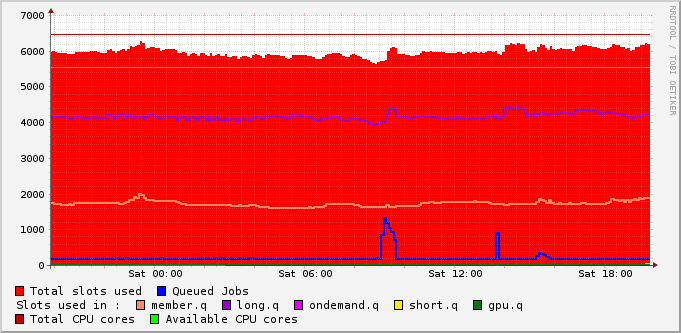 7000
6000
5000
4000
3000
2000
1000
0
Sat 00:00 Sat 06:00 Sat 12:00 Sat 18:00
Total slots used Queued Jobs
Slots used in : member.q long.q ondemand.q short.q gpu.q
Total CPU cores Available CPU cores
RRDTOOL / TOBI OETIKER